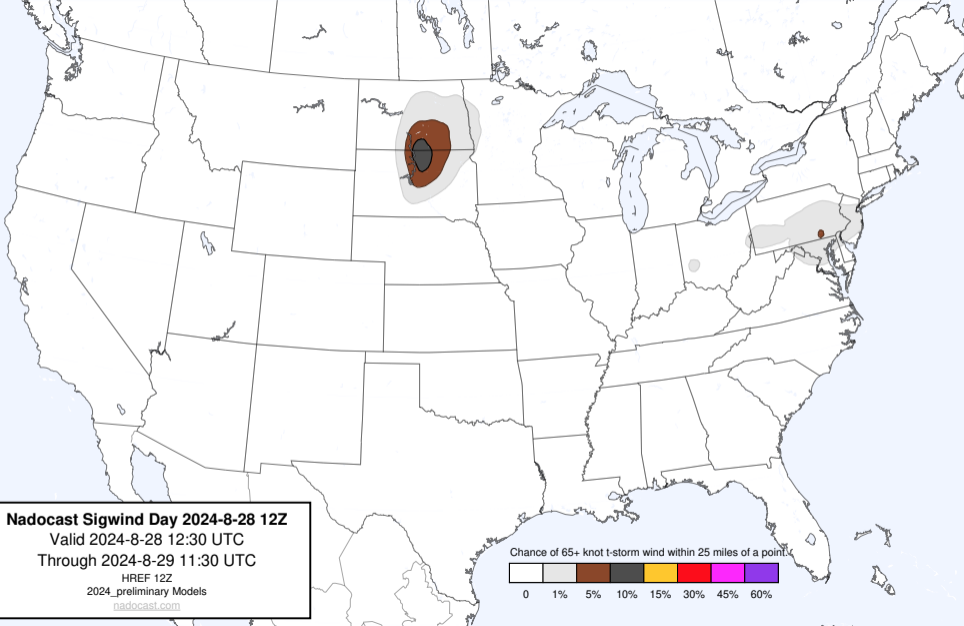 Nadocast Sigwind Day 2024-8-28 12Z
Valid 2024-8-28 12:30 UTC
Through 2024-8-29 11:30 UTC
HREF 12Z
2024_preliminary Models
nadocast.com
Chance of 65+ knot t-storm wind within 25 miles of a point.
0 1% 5% 10% 15% 30% 45% 60%